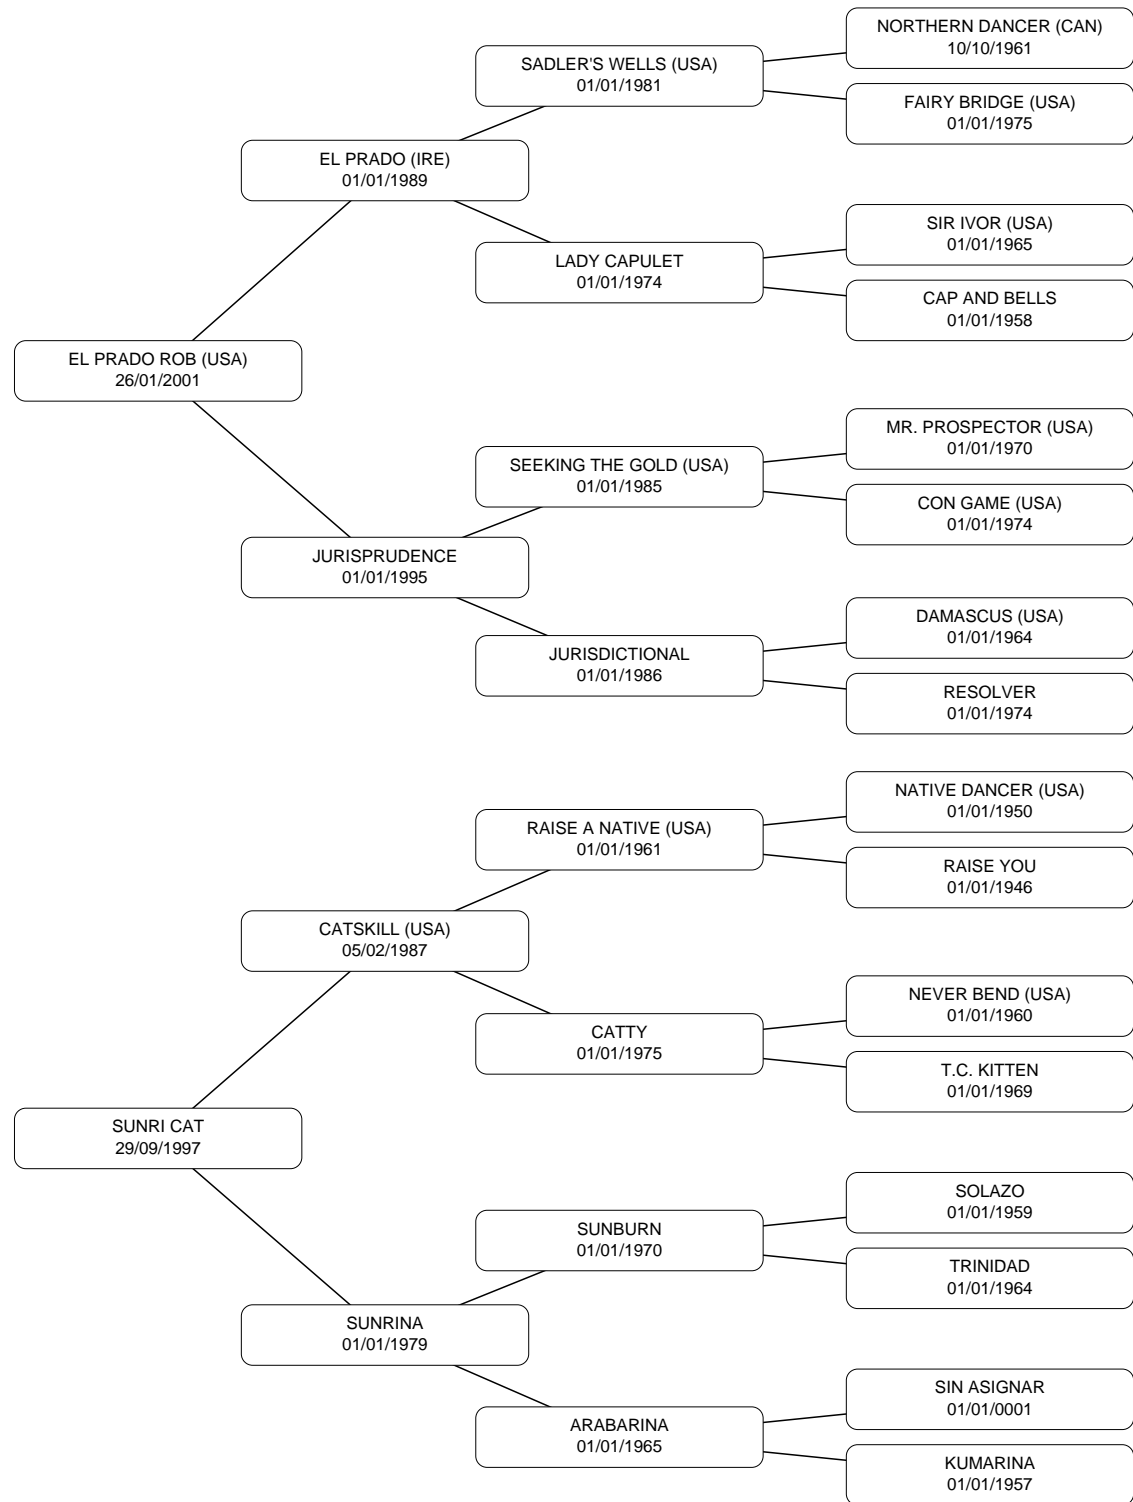 NORTHERN DANCER (CAN)
10/10/1961
SADLER'S WELLS (USA)
01/01/1981
FAIRY BRIDGE (USA)
01/01/1975
EL PRADO (IRE)
01/01/1989
SIR IVOR (USA)
01/01/1965
LADY CAPULET
01/01/1974
CAP AND BELLS
01/01/1958
EL PRADO ROB (USA)
26/01/2001
MR. PROSPECTOR (USA)
01/01/1970
SEEKING THE GOLD (USA)
01/01/1985
CON GAME (USA)
01/01/1974
JURISPRUDENCE
01/01/1995
DAMASCUS (USA)
01/01/1964
JURISDICTIONAL
01/01/1986
RESOLVER
01/01/1974
NATIVE DANCER (USA)
01/01/1950
RAISE A NATIVE (USA)
01/01/1961
RAISE YOU
01/01/1946
CATSKILL (USA)
05/02/1987
NEVER BEND (USA)
01/01/1960
CATTY
01/01/1975
T.C. KITTEN
01/01/1969
SUNRI CAT
29/09/1997
SOLAZO
01/01/1959
SUNBURN
01/01/1970
TRINIDAD
01/01/1964
SUNRINA
01/01/1979
SIN ASIGNAR
01/01/0001
ARABARINA
01/01/1965
KUMARINA
01/01/1957